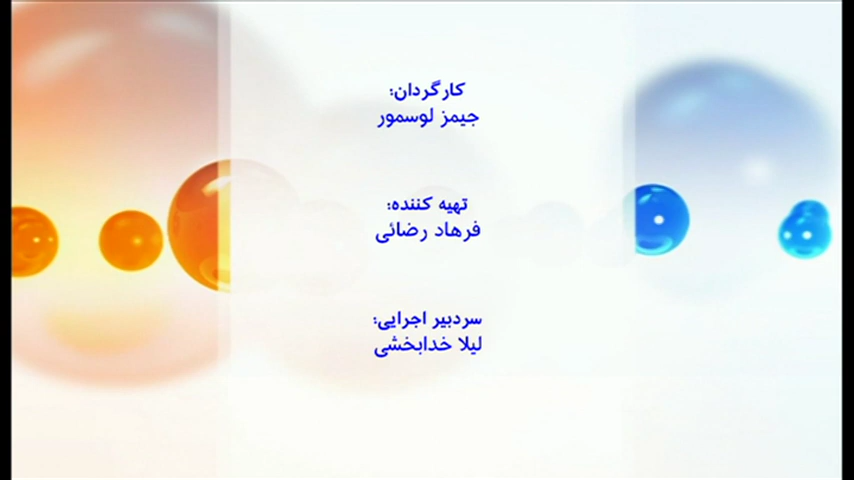 کارگردان:
جیمز لوسمور
تهیه کننده:
فرهاد رضائی
سردبیر اجرایی:
لیلا خدابخشی